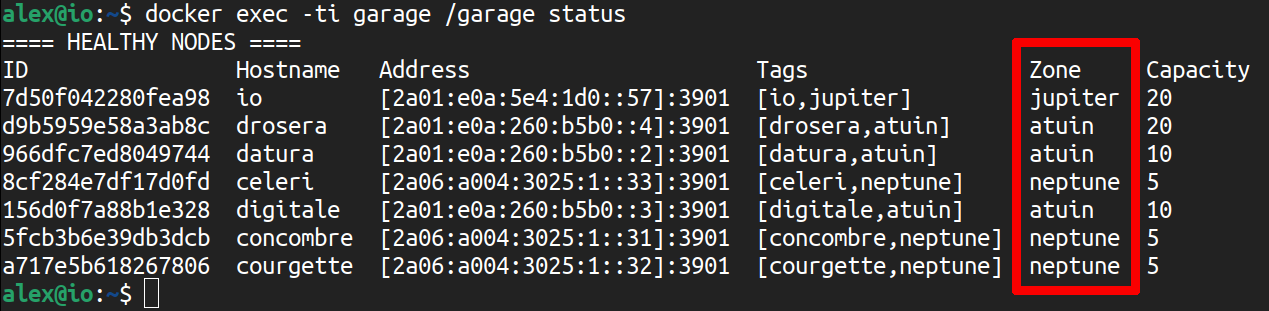 alex@io:~$ docker exec -ti garage /garage status
==== HEALTHY NODES ====
ID                Hostname   Address                         Tags                  Zone     Capacity
7d50f042280fea98  io         [2a01:e0a:5e4:1d0::57]:3901     [io,jupiter]          jupiter  20
d9b5959e58a3ab8c  drosera    [2a01:e0a:260:b5b0::4]:3901     [drosera,atuin]       atuin    20
966dfc7ed8049744  datura     [2a01:e0a:260:b5b0::2]:3901     [datura,atuin]        atuin    10
8cf284e7df17d0fd  celeri     [2a06:a004:3025:1::33]:3901     [celeri,neptune]      neptune  5
156d0f7a88b1e328  digitale   [2a01:e0a:260:b5b0::3]:3901     [digitale,atuin]      atuin    10
5fcb3b6e39db3dcb  concombre  [2a06:a004:3025:1::31]:3901     [concombre,neptune]   neptune  5
a717e5b618267806  courgette  [2a06:a004:3025:1::32]:3901     [courgette,neptune]   neptune  5
alex@io:~$